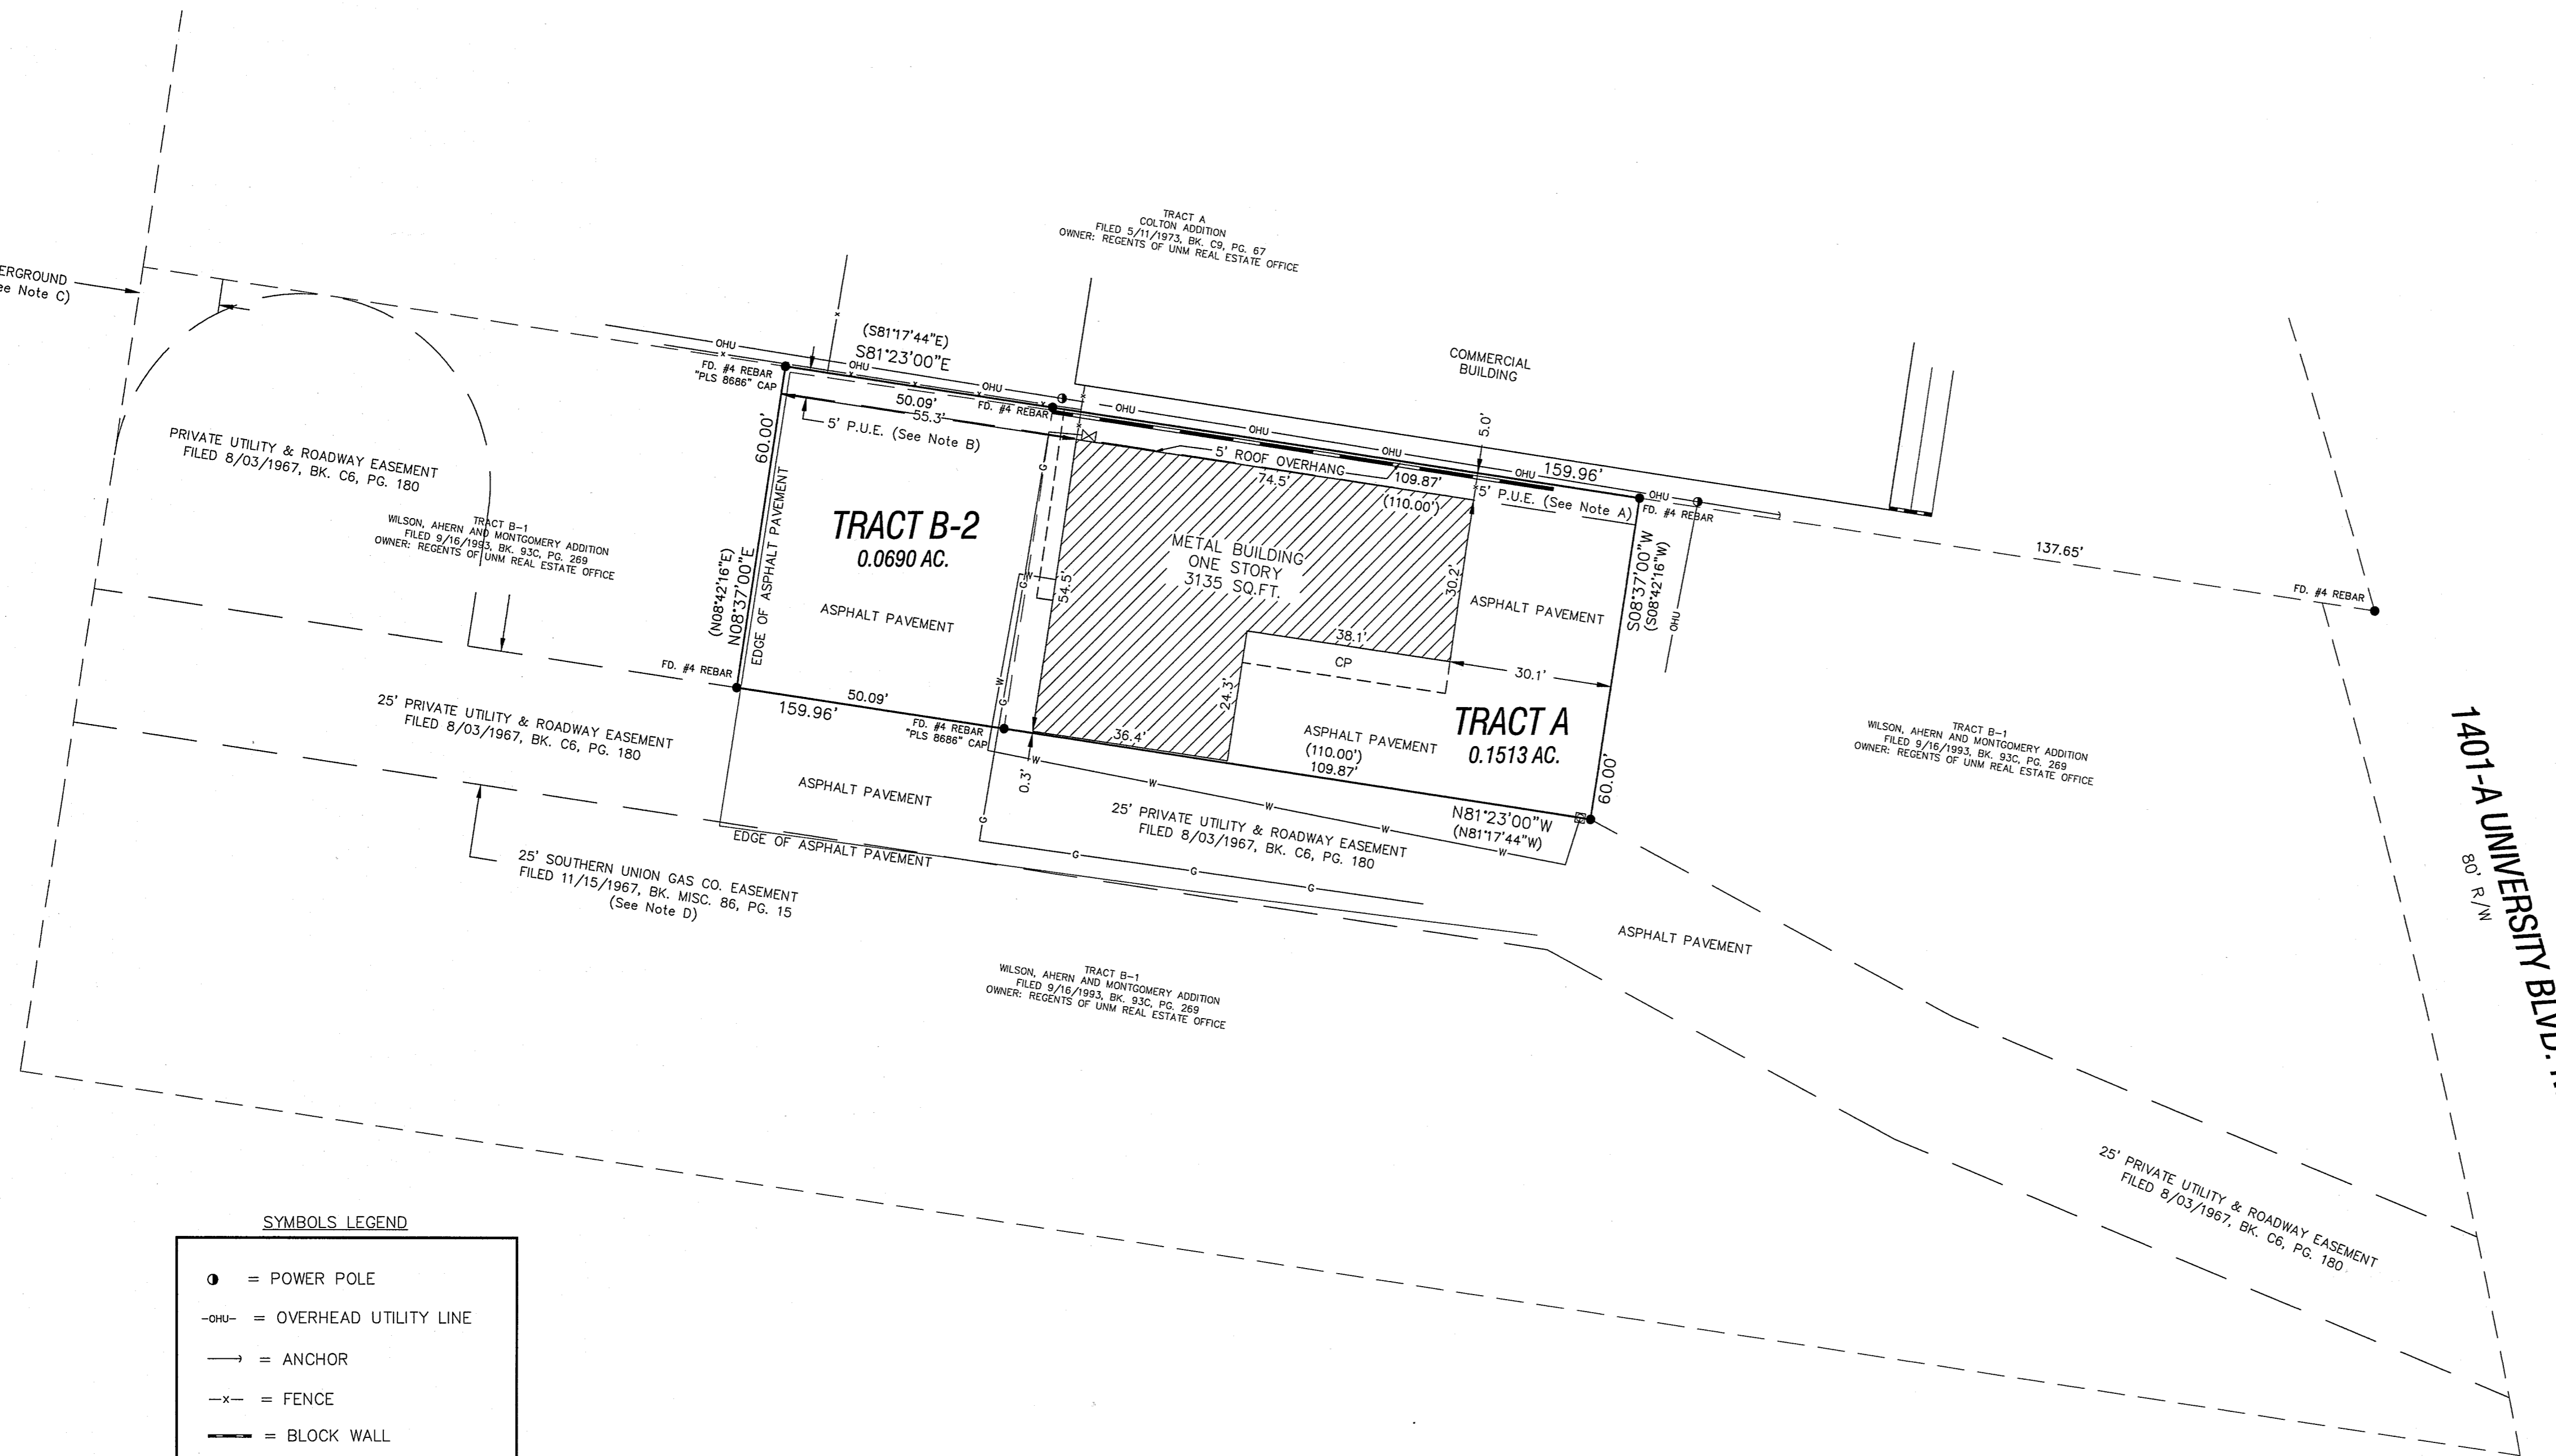 TRACT A
COLTON ADDITION
FILED 5/11/1973, BK. C9, PG. 67
OWNER: REGENTS OF UNM REAL ESTATE OFFICE
ERGROUND
ee Note C)
(S81°17'44"E)
S81°23'00"E
COMMERCIAL
BUILDING
OHU
OHU
OHU
OHU
OHU
OHU
OHU
OHU
OHU
FD. #4 REBAR
"PLS 8686" CAP
50.09'
55.3'
FD. #4 REBAR
5' P.U.E. (See Note B)
5.0'
5' ROOF OVERHANG
159.96'
109.87'
(110.00')
74.5'
5' P.U.E. (See Note A)
FD. #4 REBAR
137.65'
FD. #4 REBAR
PRIVATE UTILITY & ROADWAY EASEMENT
FILED 8/03/1967, BK. C6, PG. 180
TRACT B-1
WILSON, AHERN AND MONTGOMERY ADDITION
FILED 9/16/1993, BK. 93C, PG. 269
OWNER: REGENTS OF UNM REAL ESTATE OFFICE
60.00'
(N08°42'16"E)
N08°37'00"E
EDGE OF ASPHALT PAVEMENT
TRACT B-2
0.0690 AC.
ASPHALT PAVEMENT
G
W
G
W
G
54.5'
METAL BUILDING
ONE STORY
3135 SQ.FT.
30.2'
38.1'
CP
24.3'
36.4'
ASPHALT PAVEMENT
30.1'
S08°37'00"W
(S08°42'16"W)
OHU
TRACT A
0.1513 AC.
ASPHALT PAVEMENT
(110.00')
109.87'
60.00'
N81°23'00"W
(N81°17'44"W)
FD. #4 REBAR
50.09'
159.96'
FD. #4 REBAR
"PLS 8686" CAP
0.3'
25' PRIVATE UTILITY & ROADWAY EASEMENT
FILED 8/03/1967, BK. C6, PG. 180
ASPHALT PAVEMENT
EDGE OF ASPHALT PAVEMENT
W
W
W
W
W
25' PRIVATE UTILITY & ROADWAY EASEMENT
FILED 8/03/1967, BK. C6, PG. 180
G
G
G
G
25' SOUTHERN UNION GAS CO. EASEMENT
FILED 11/15/1967, BK. MISC. 86, PG. 15
(See Note D)
ASPHALT PAVEMENT
TRACT B-1
WILSON, AHERN AND MONTGOMERY ADDITION
FILED 9/16/1993, BK. 93C, PG. 269
OWNER: REGENTS OF UNM REAL ESTATE OFFICE
TRACT B-1
WILSON, AHERN AND MONTGOMERY ADDITION
FILED 9/16/1993, BK. 93C, PG. 269
OWNER: REGENTS OF UNM REAL ESTATE OFFICE
1401-A UNIVERSITY BLVD.
80' R/W
25' PRIVATE UTILITY & ROADWAY EASEMENT
FILED 8/03/1967, BK. C6, PG. 180
SYMBOLS LEGEND
= POWER POLE
-OHU- = OVERHEAD UTILITY LINE
= ANCHOR
-x- = FENCE
= BLOCK WALL